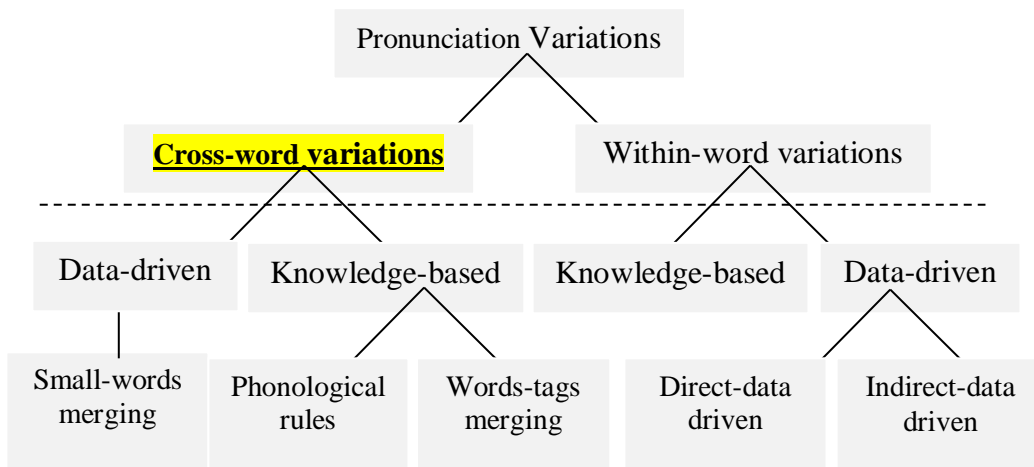 Pronunciation Variations
Cross-word variations
Within-word variations
Data-driven
Knowledge-based
Knowledge-based
Data-driven
Small-words
merging
Phonological
rules
Words-tags
merging
Direct-data
driven
Indirect-data
driven